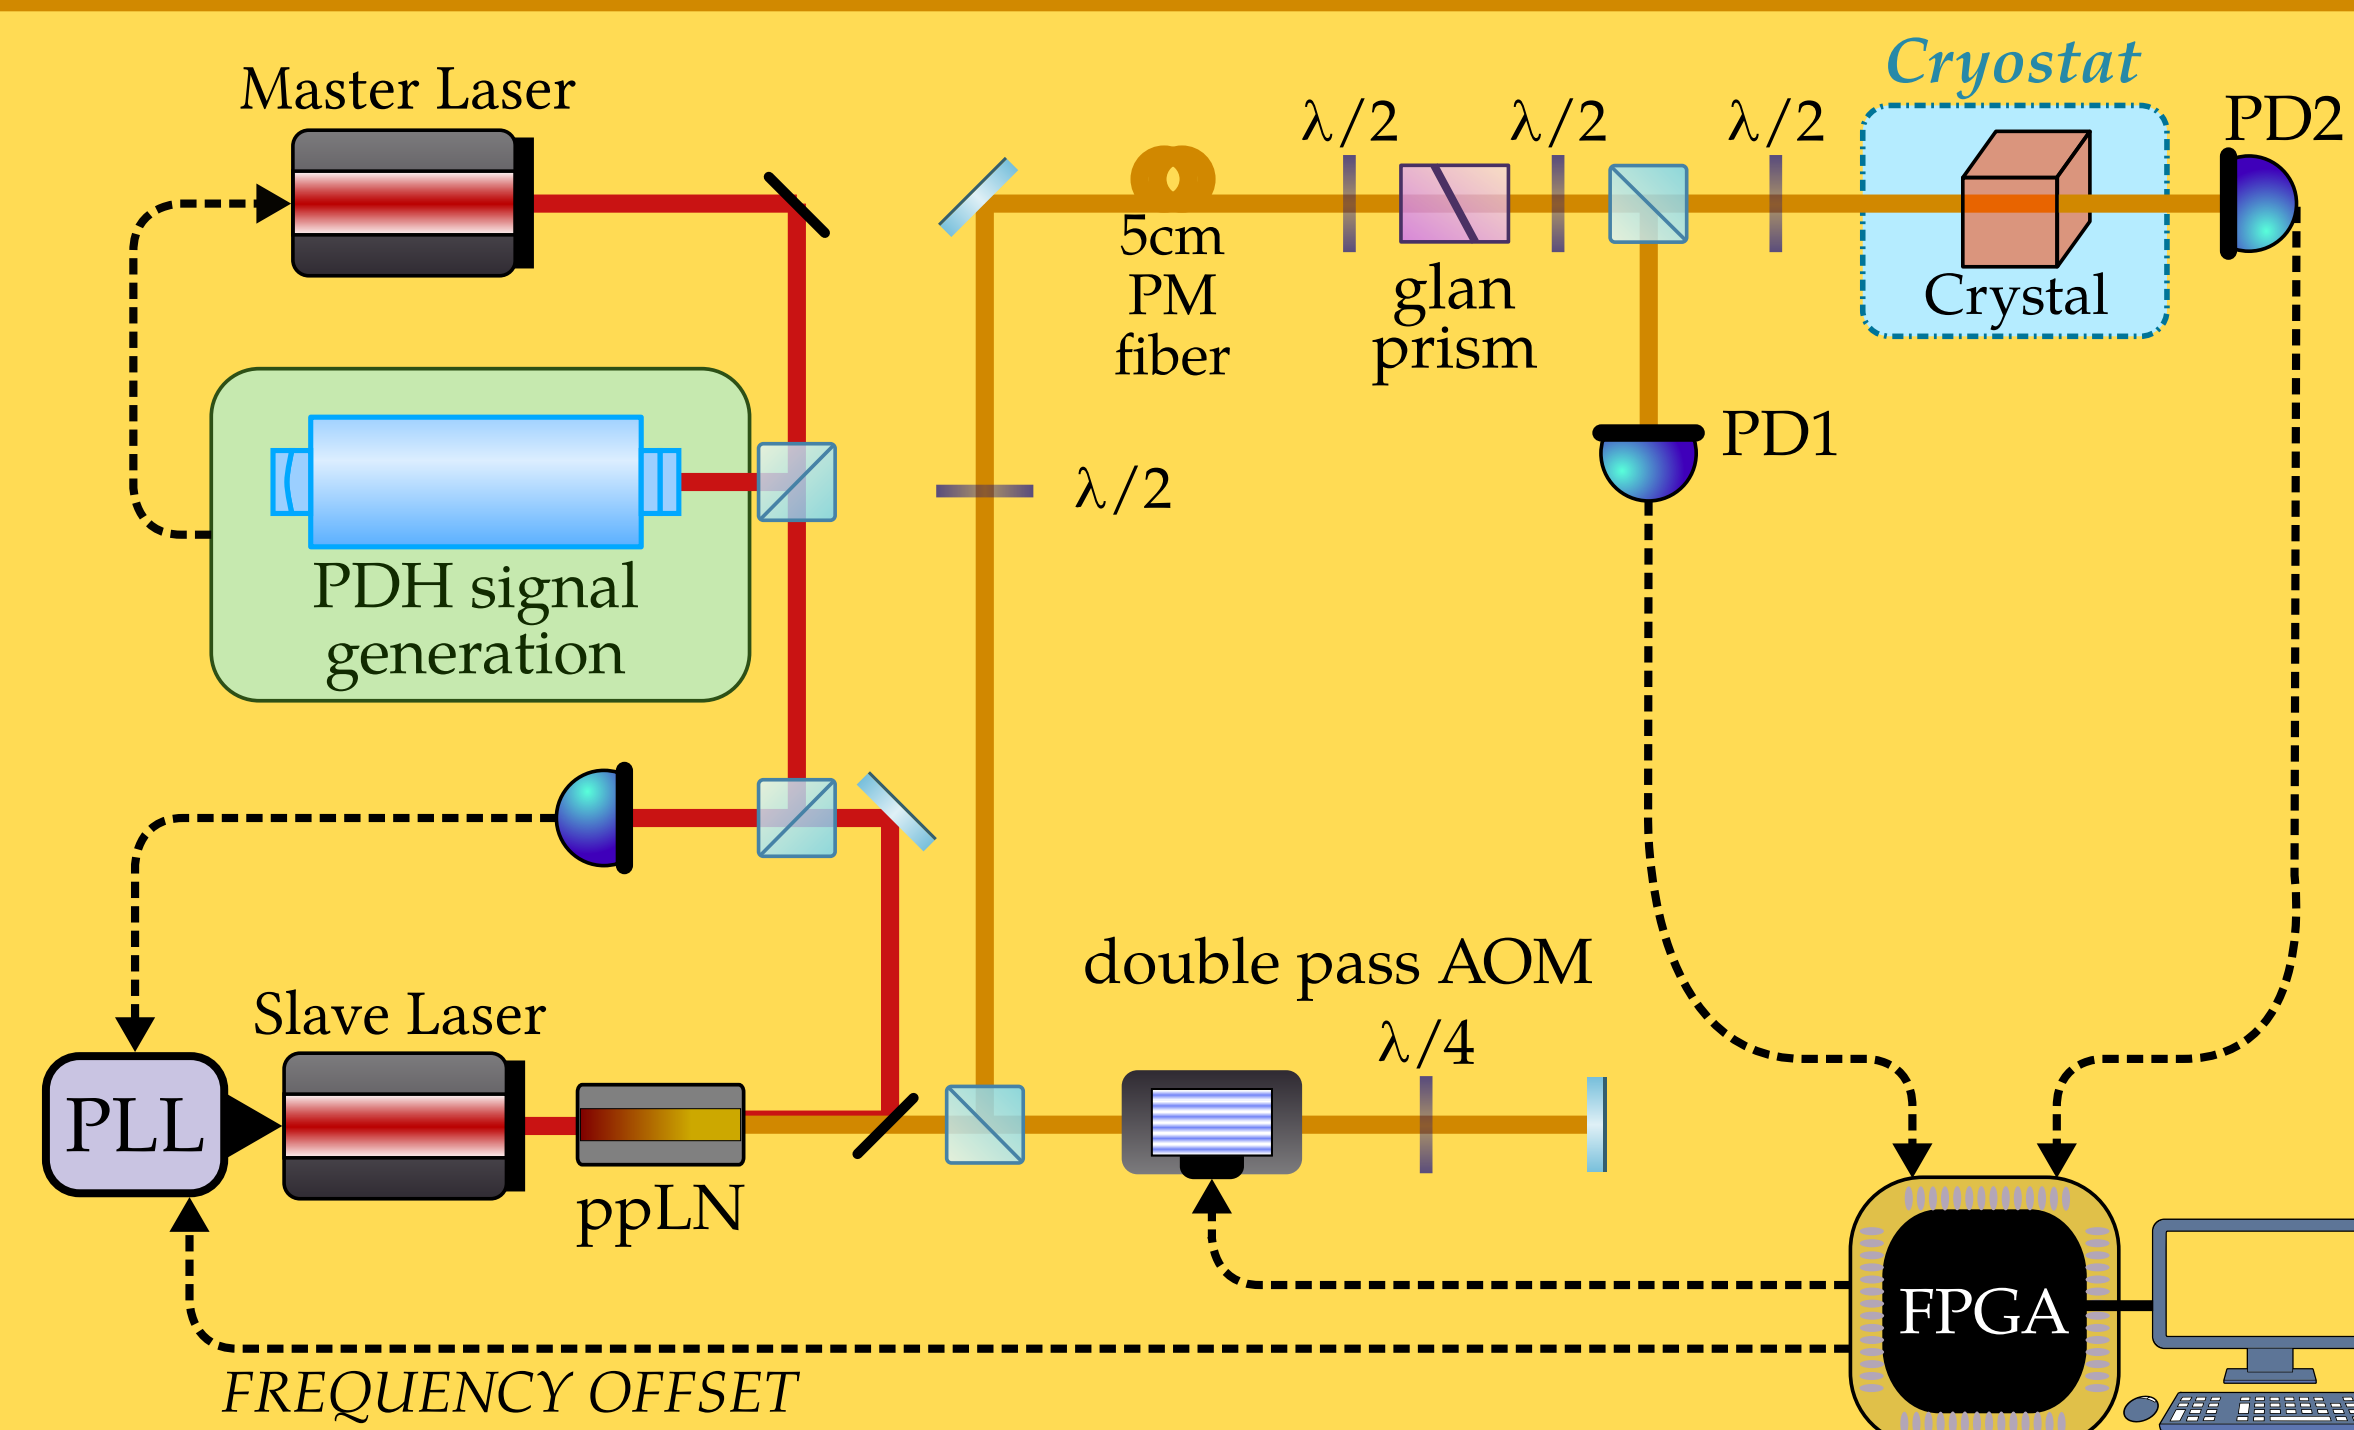 Cryostat
Master Laser
λ/2
λ/2
λ/2
PD2
5cm
PM
fiber
glan
prism
Crystal
PD1
λ/2
PDH signal
generation
double pass AOM
λ/4
Slave Laser
PLL
ppLN
FPGA
FREQUENCY OFFSET